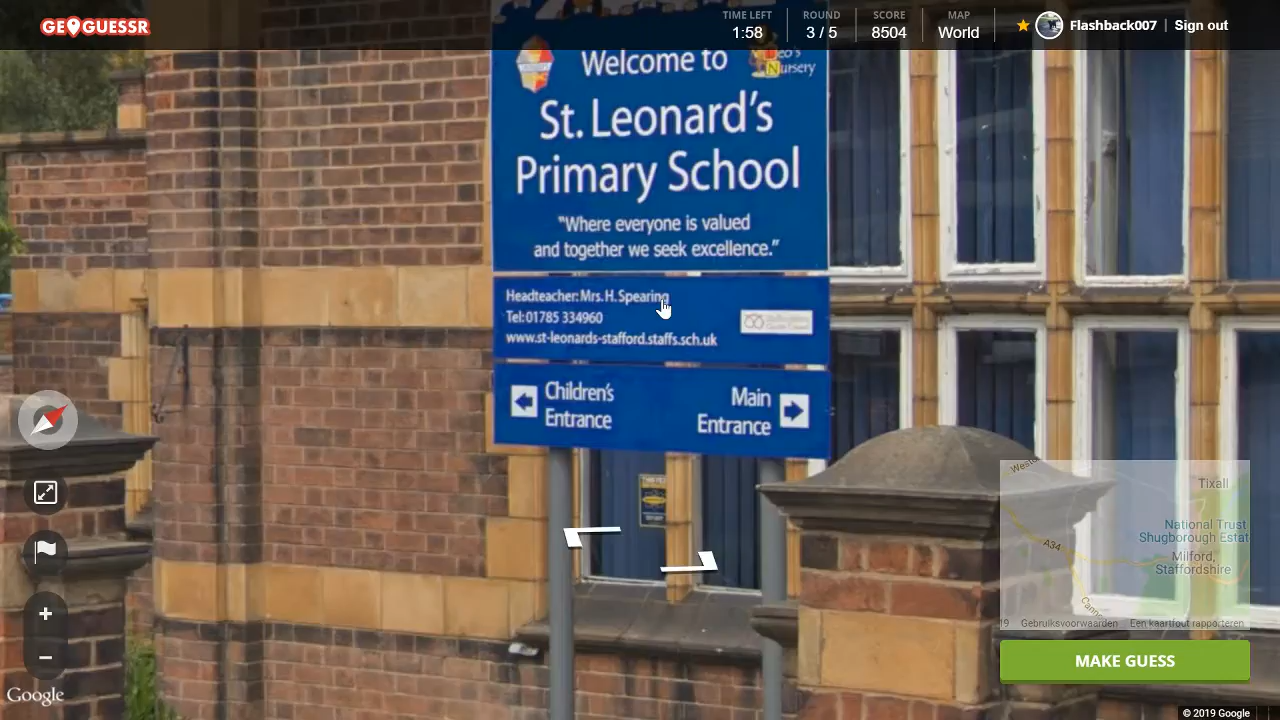 GEOGUESSR
TIME LEFT
1:58
ROUND
3 / 5
SCORE
8504
MAP
World
Flashback007
Sign out
Welcome to
Nursery
St. Leonard's
Primary School
"Where everyone is valued
and together we seek excellence."
Headteacher: Mrs. H. Spearing
Tel: 01785 334960
www.st-leonards-stafford.staffs.sch.uk
Children's
Entrance
Main
Entrance
Tixall
National Trust
Shugborough Estat
A34
Milford,
Staffordshire
19 Gebruiksvoorwaarden Een kaartfout rapporteren
MAKE GUESS
Google
© 2019 Google